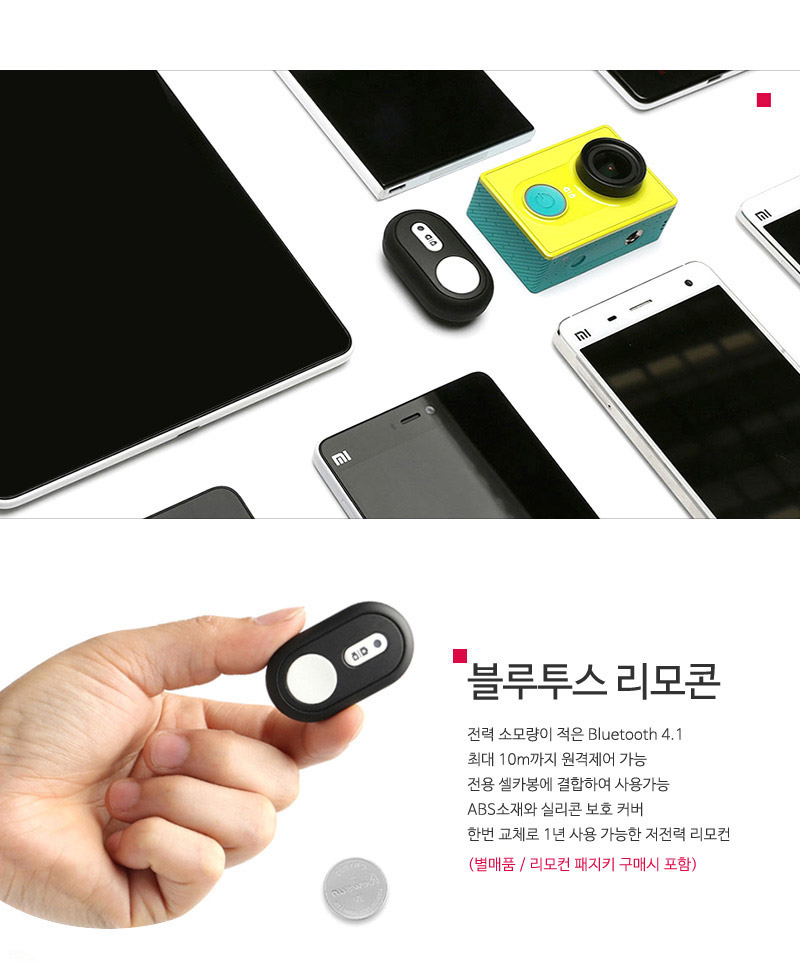 mi
mi
mi
블루투스 리모콘
전력 소모량이 적은 Bluetooth 4.1
최대 10m까지 원격제어 가능
전용 셀카봉에 결합하여 사용가능
ABS소재와 실리콘 보호 커버
한번 교체로 1년 사용 가능한 저전력 리모컨
(별매품 / 리모컨 패지키 구매시 포함)